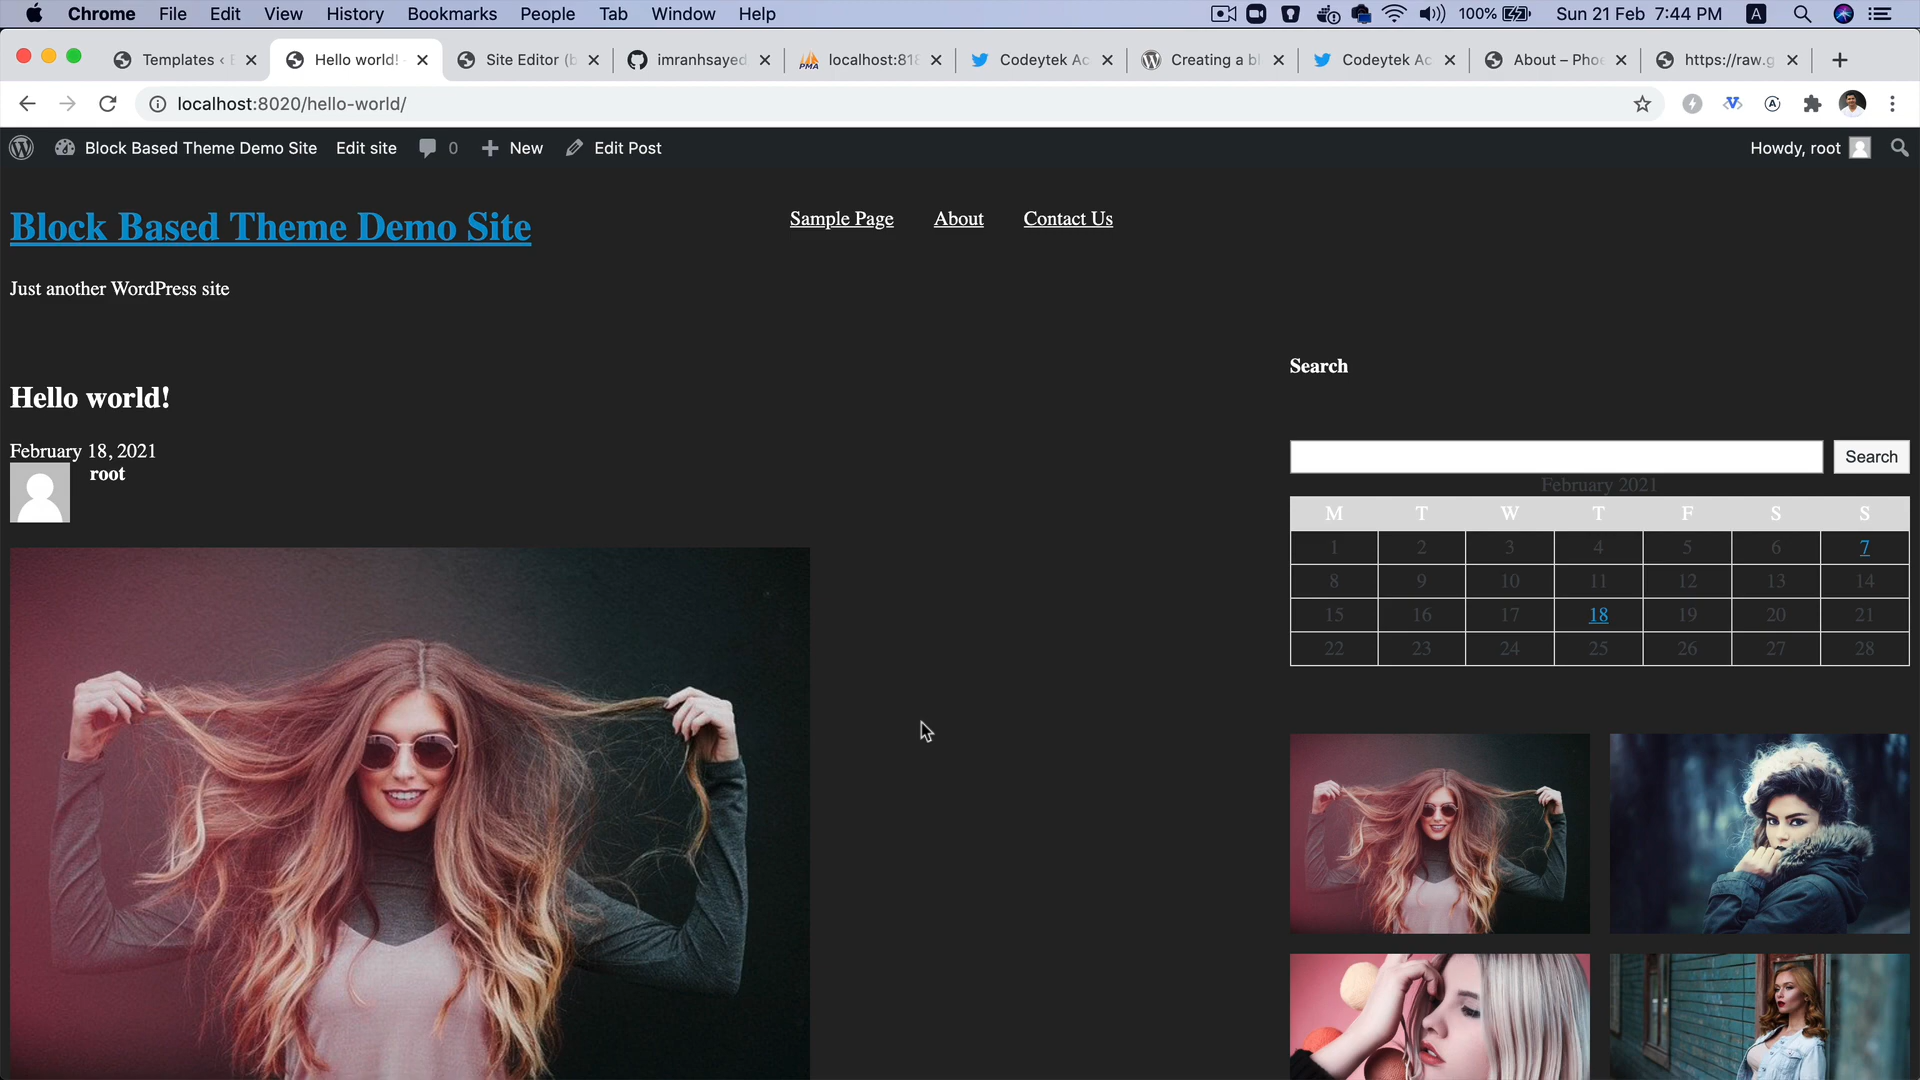 Chrome File Edit View History Bookmarks People Tab Window Help 100% Sun 21 Feb 7:44 PM A
Templates ‹ Hello world! Site Editor (b imranhsayed PMA localhost:818 Codeytek Ac Creating a bl Codeytek Ac About – Phoe https://raw.g
localhost:8020/hello-world/
Block Based Theme Demo Site Edit site 0 New Edit Post Howdy, root
Block Based Theme Demo Site
Sample Page About Contact Us
Just another WordPress site
Search
Hello world!
February 18, 2021
root
Search
February 2021
M T W T F S S
1 2 3 4 5 6 7
8 9 10 11 12 13 14
15 16 17 18 19 20 21
22 23 24 25 26 27 28